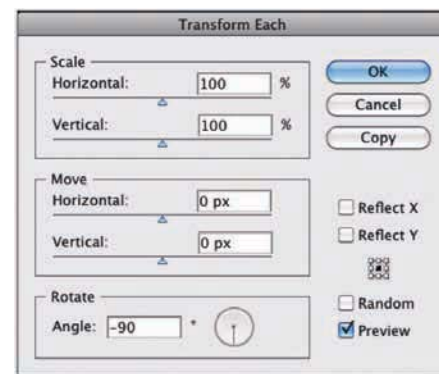 Transform Each
Scale
Horizontal: 100 %
Vertical: 100 %
Move
Horizontal: 0 px
Vertical: 0 px
Rotate
Angle: -90 °
OK
Cancel
Copy
Reflect X
Reflect Y
Random
Preview